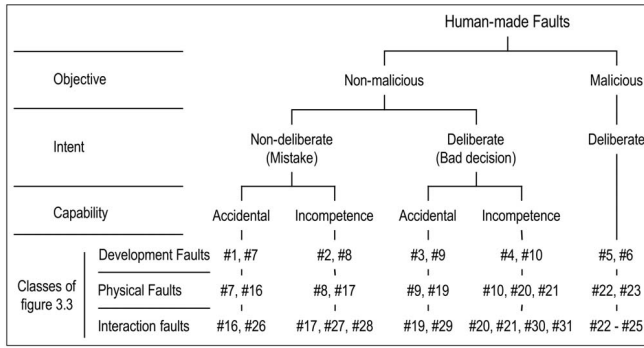 Human-made Faults
Objective Non-malicious Malicious
Intent Non-deliberate Deliberate Deliberate
(Mistake) (Bad decision)
Capability Accidental Incompetence Accidental Incompetence
Classes of
figure 3.3
Development Faults #1, #7 #2, #8 #3, #9 #4, #10 #5, #6
Physical Faults #7, #16 #8, #17 #9, #19 #10, #20, #21 #22, #23
Interaction faults #16, #26 #17, #27, #28 #19, #29 #20, #21, #30, #31 #22 - #25